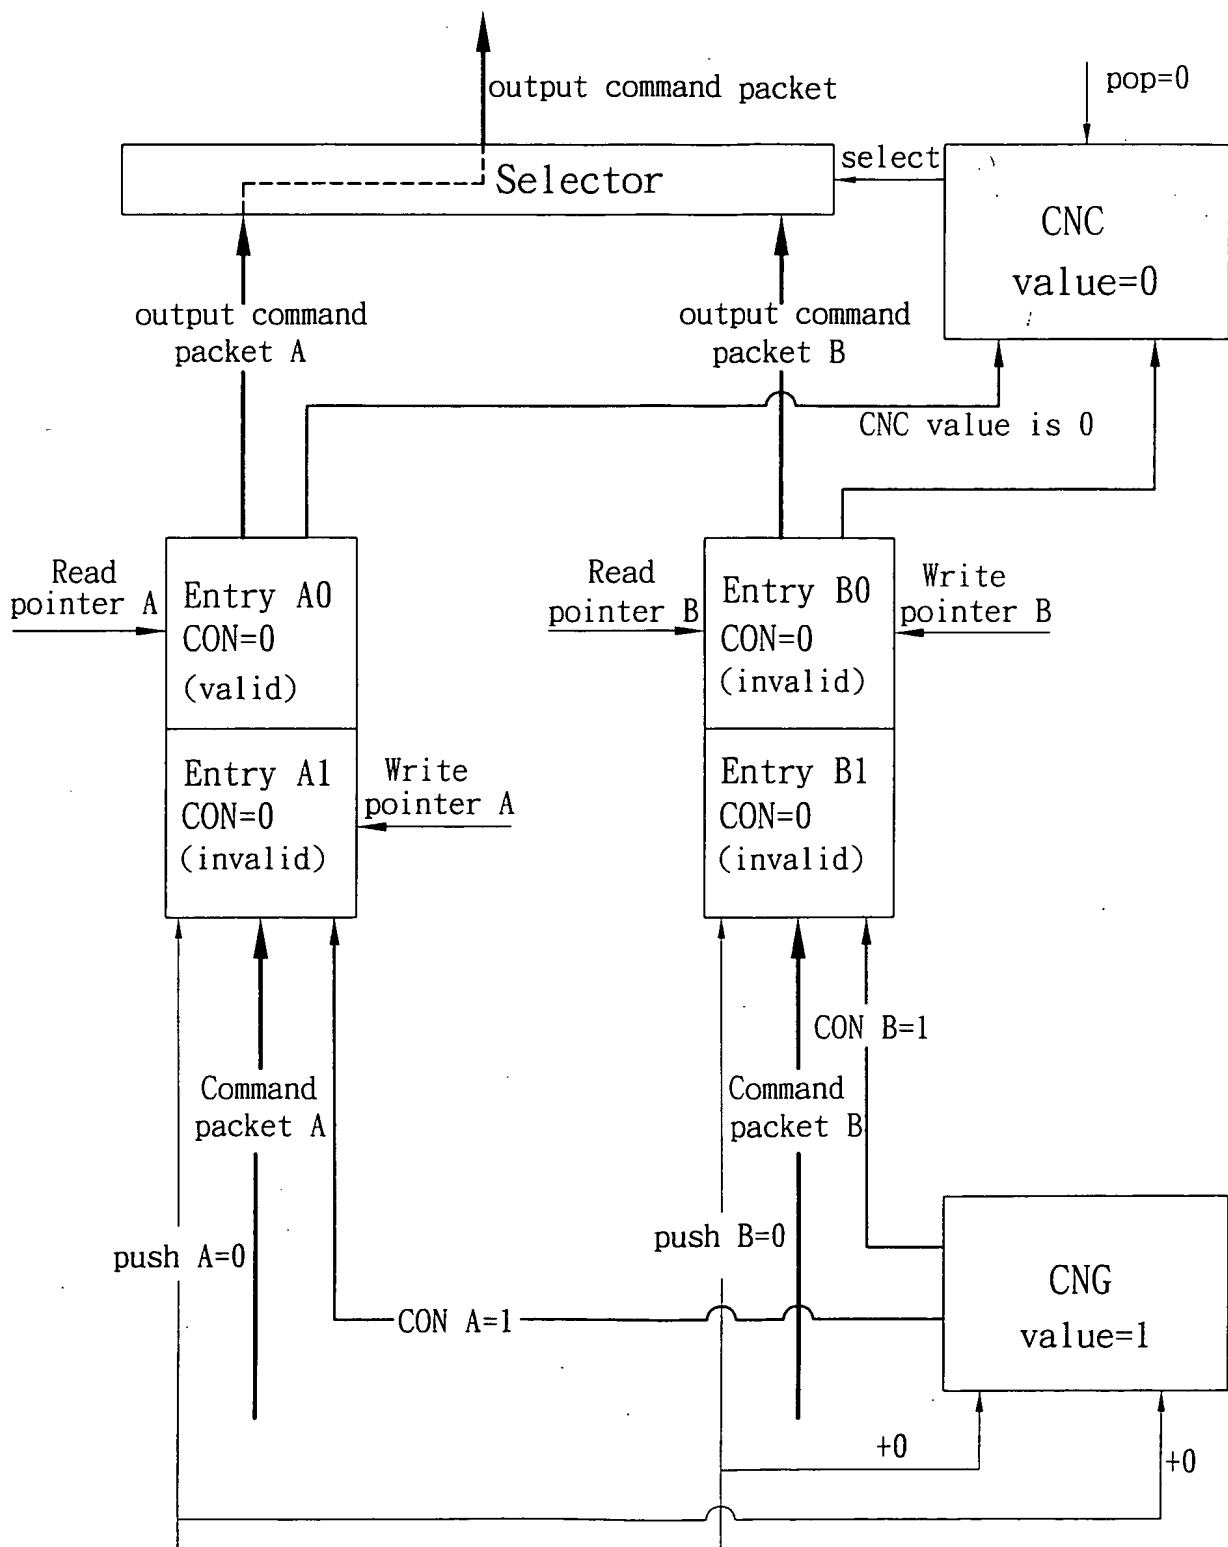 output command packet
pop=0
select
Selector
CNC
value=0
output command
packet A
output command
packet B
CNC value is 0
Read
pointer A
Entry A0
CON=0
(valid)
Read
pointer B
Entry B0
CON=0
(invalid)
Write
pointer B
Entry A1
CON=0
(invalid)
Write
pointer A
Entry B1
CON=0
(invalid)
CON B=1
Command
packet A
Command
packet B
push A=0
push B=0
CON A=1
CNG
value=1
+0
+0